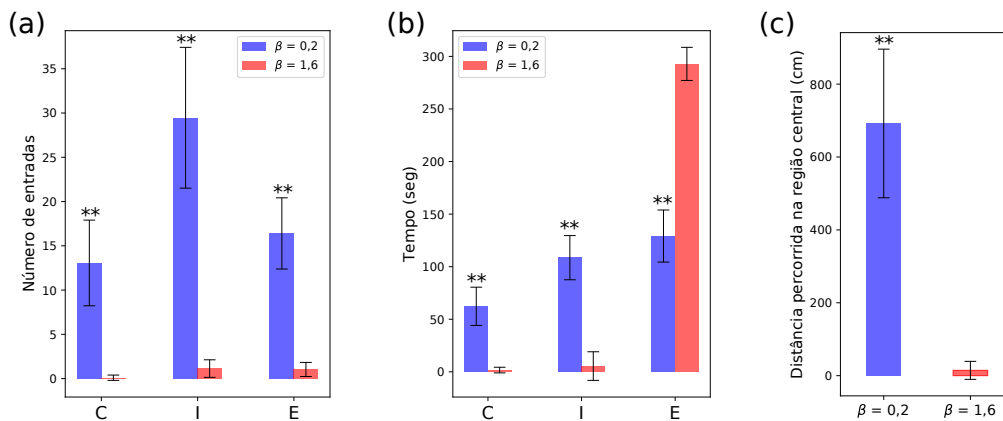 (a)
Número de entradas
35
30
25
20
15
10
5
0
**
**
**
β = 0,2
β = 1,6
C I E
(b)
Tempo (seg)
300
250
200
150
100
50
0
β = 0,2
β = 1,6
**
**
**
C I E
(c)
Distância percorrida na região central (cm)
800
600
400
200
0
**
β = 0,2 β = 1,6